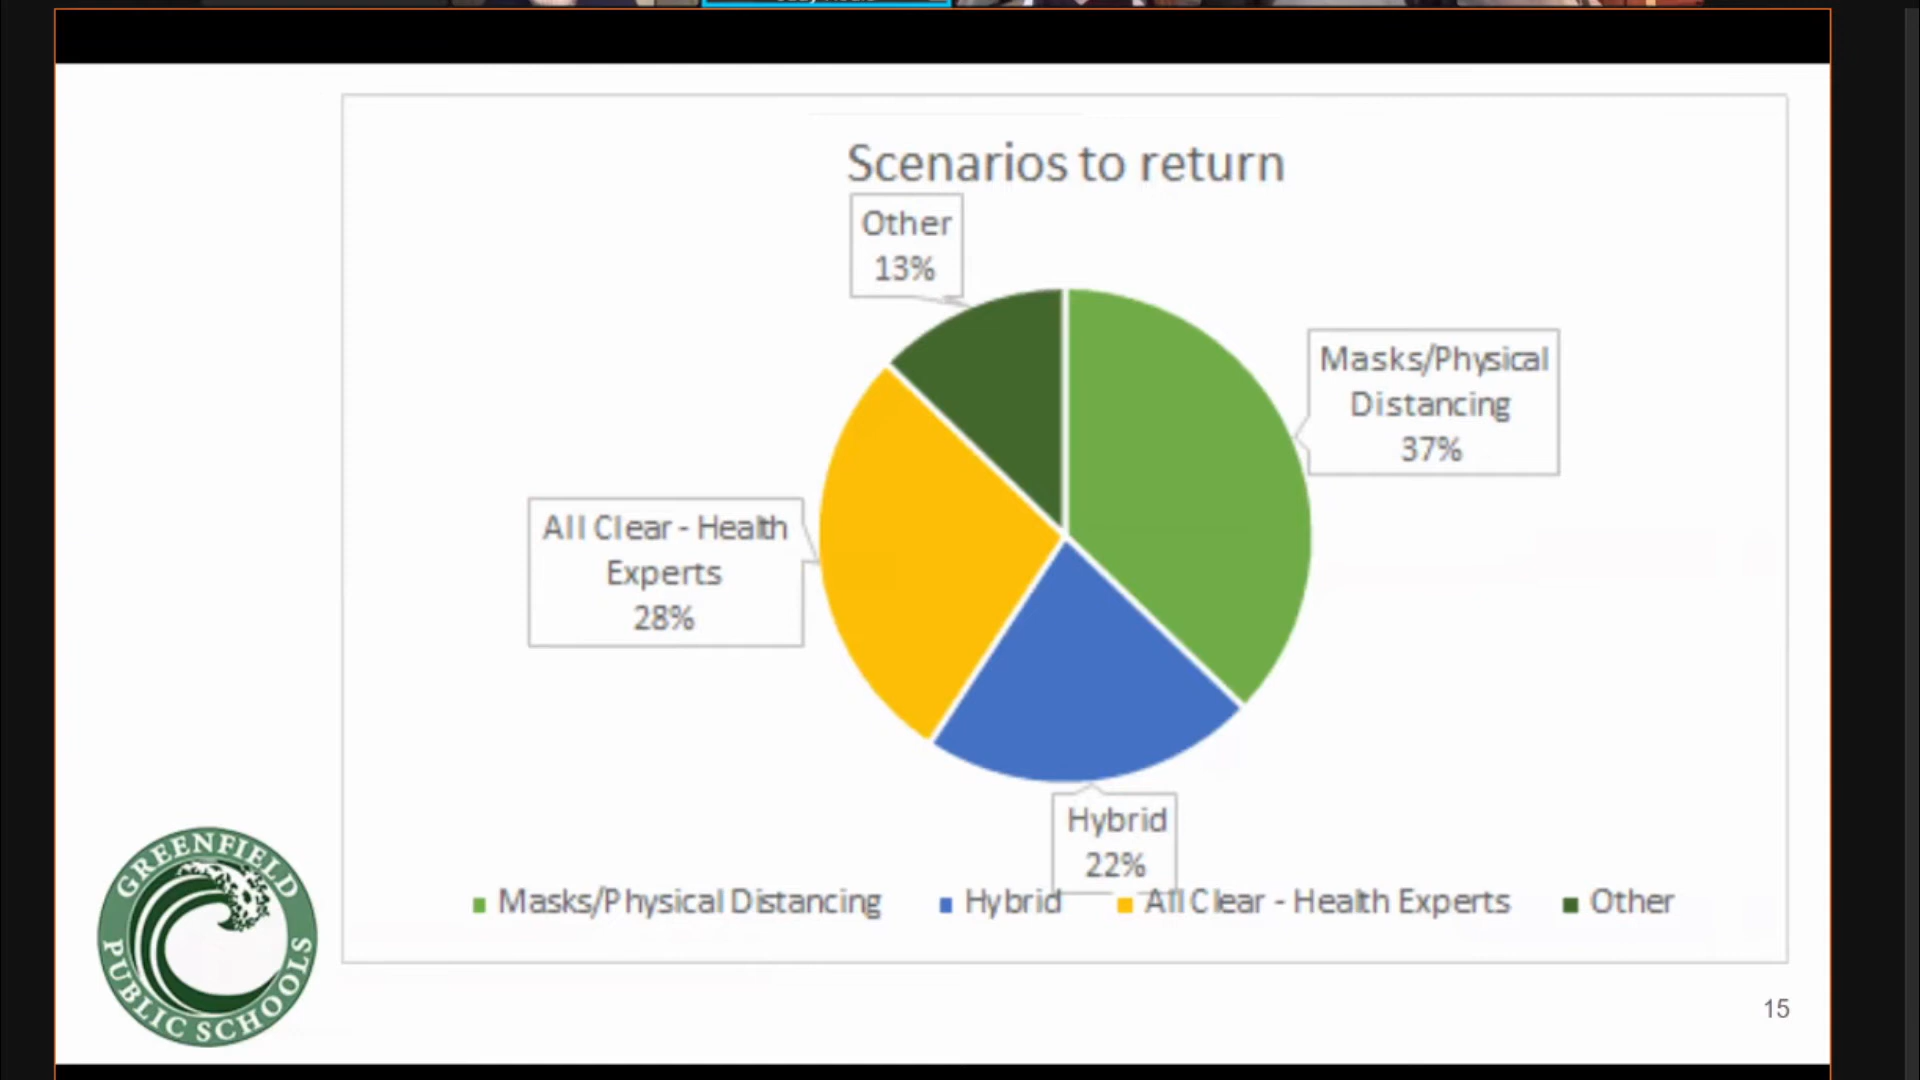 Scenarios to return
Other
13%
Masks/Physical
Distancing
37%
All Clear - Health
Experts
28%
Hybrid
22%
Masks/Physical Distancing Hybrid All Clear - Health Experts Other
GREENFIELD
PUBLIC SCHOOLS
15